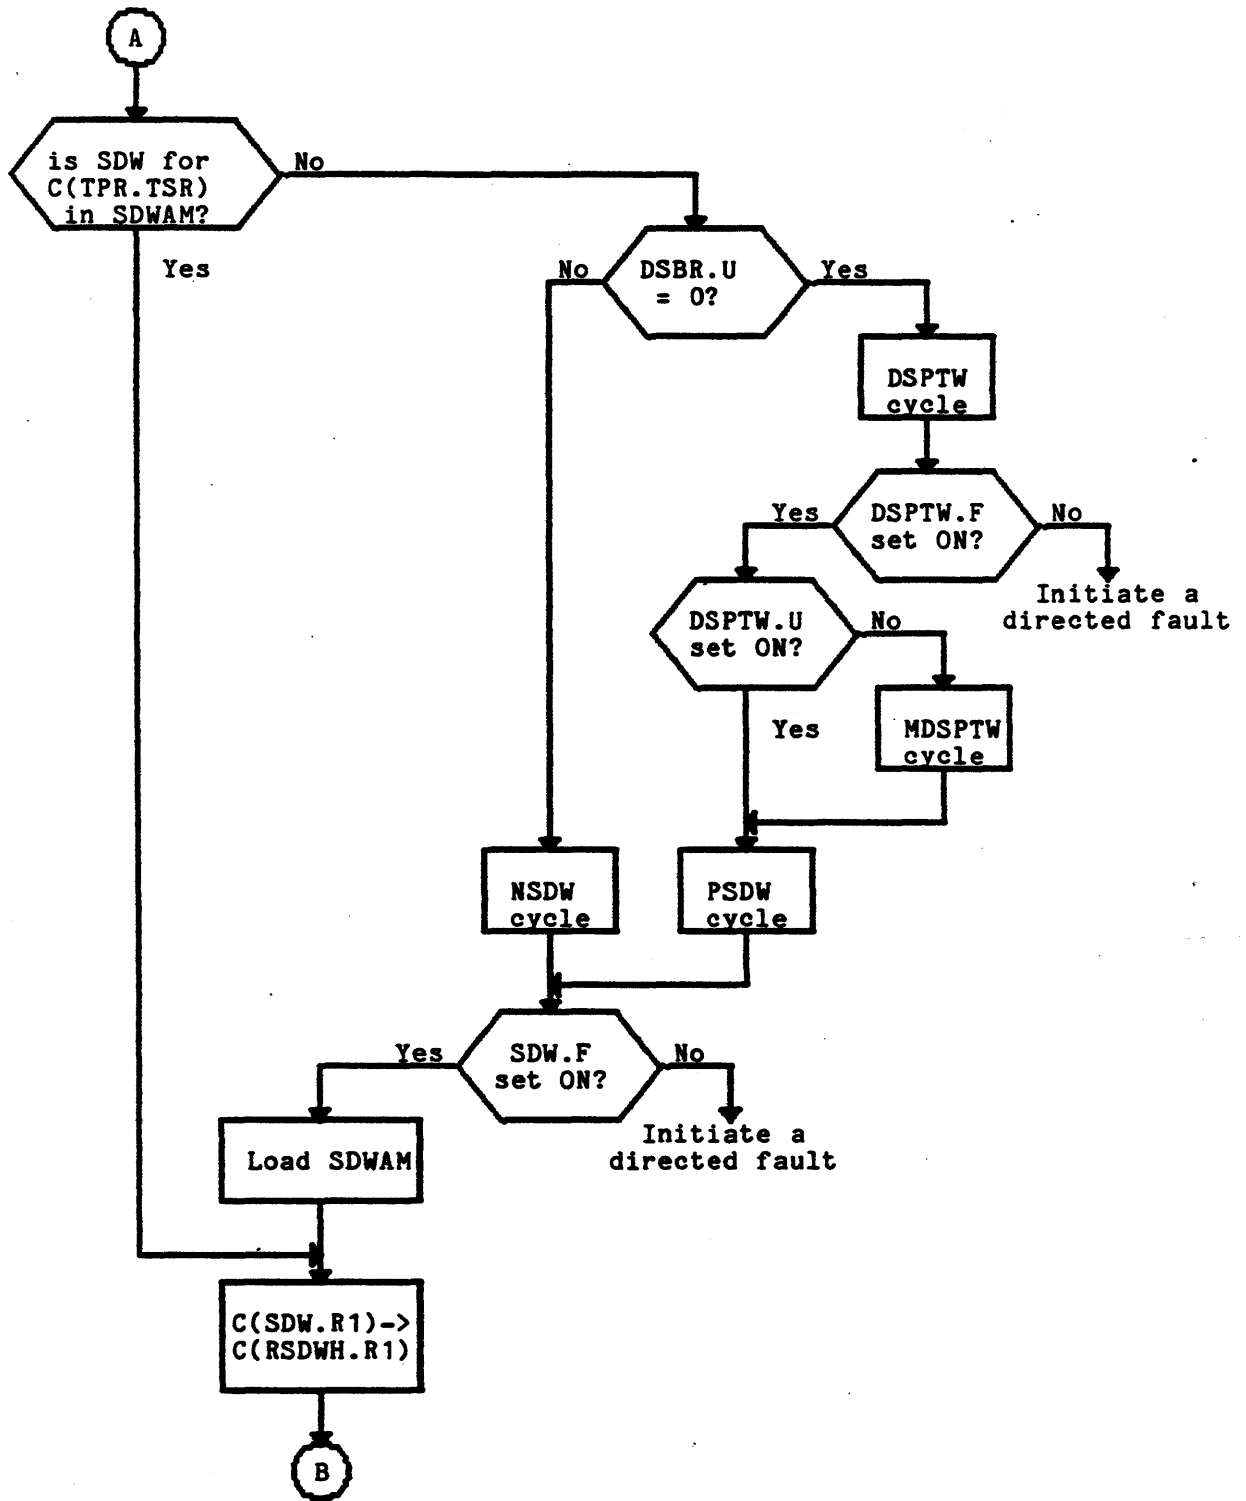 A
is SDW for
C(TPR.TSR)
in SDWAM?
No
Yes
No
DSBR.U
= 0?
Yes
DSPTW
cycle
Yes
DSPTW.F
set ON?
No
Initiate a
directed fault
DSPTW.U
set ON?
No
Yes
MDSPTW
cycle
NSDW
cycle
PSDW
cycle
Yes
SDW.F
set ON?
No
Initiate a
directed fault
Load SDWAM
C(SDW.R1)->
C(RSDWH.R1)
B